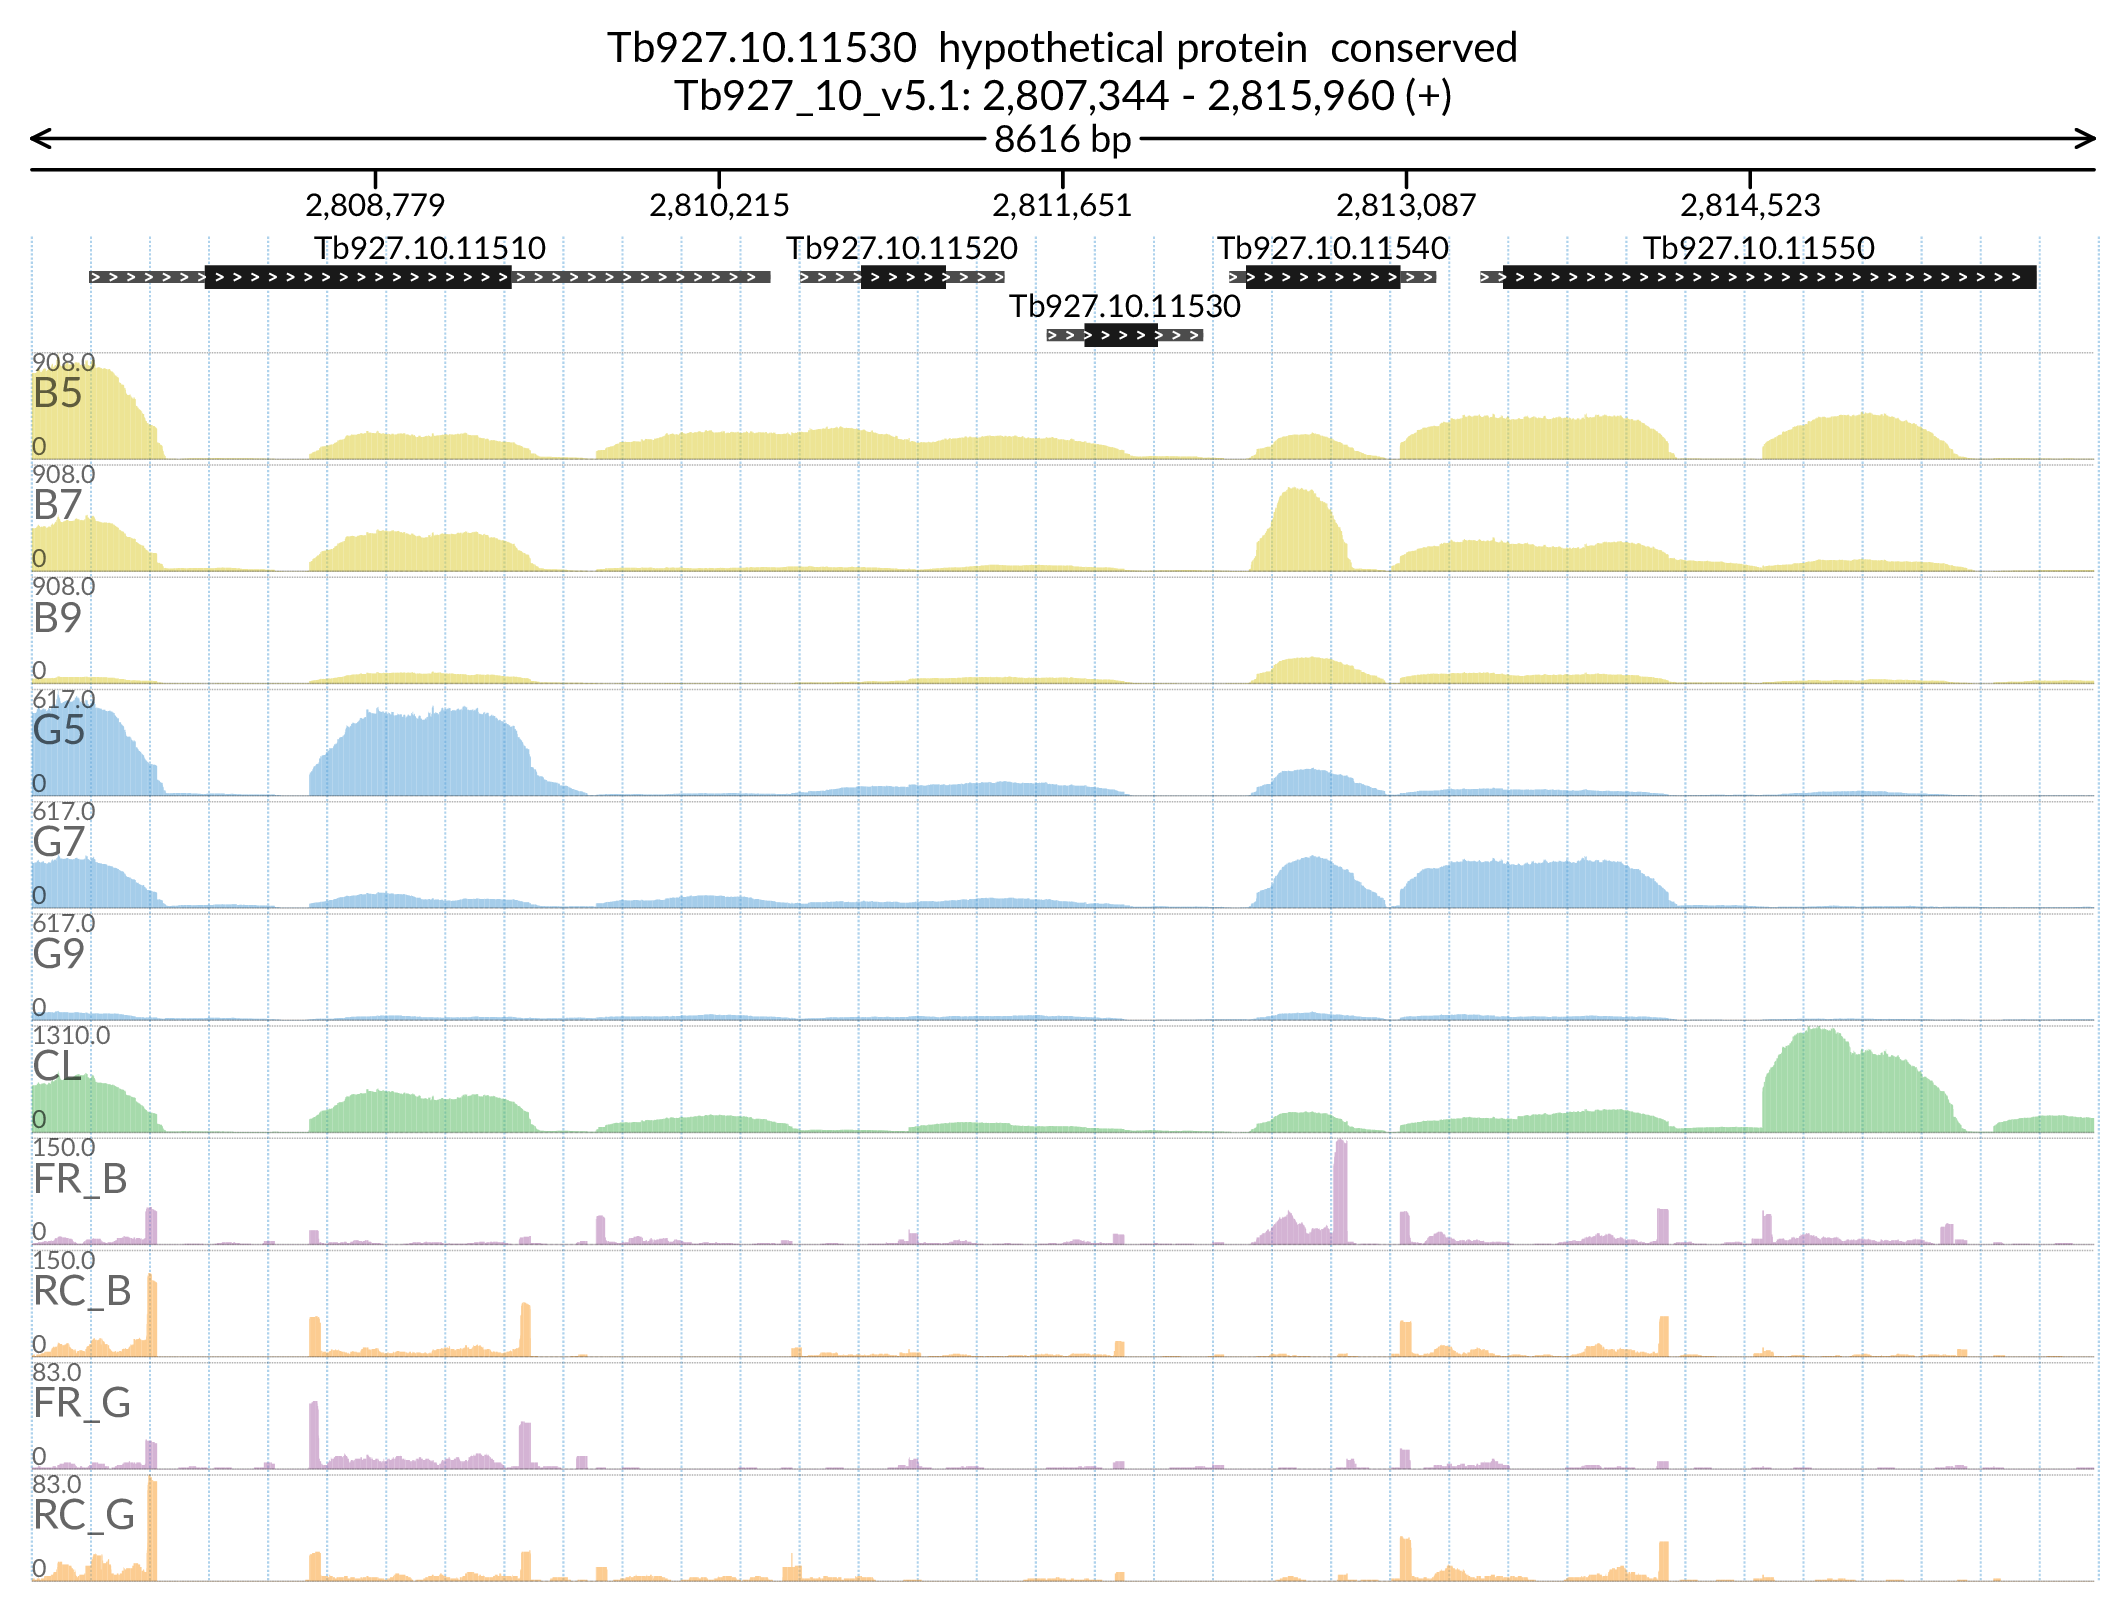 Tb927.10.11530  hypothetical protein  conserved
Tb927_10_v5.1: 2,807,344 - 2,815,960 (+)
8616 bp
2,808,779 2,810,215 2,811,651 2,813,087 2,814,523
Tb927.10.11510 Tb927.10.11520 Tb927.10.11540 Tb927.10.11550
Tb927.10.11530
908.0
B5
0
908.0
B7
0
908.0
B9
0
617.0
G5
0
617.0
G7
0
617.0
G9
0
1310.0
CL
0
150.0
FR_B
0
150.0
RC_B
0
83.0
FR_G
0
83.0
RC_G
0